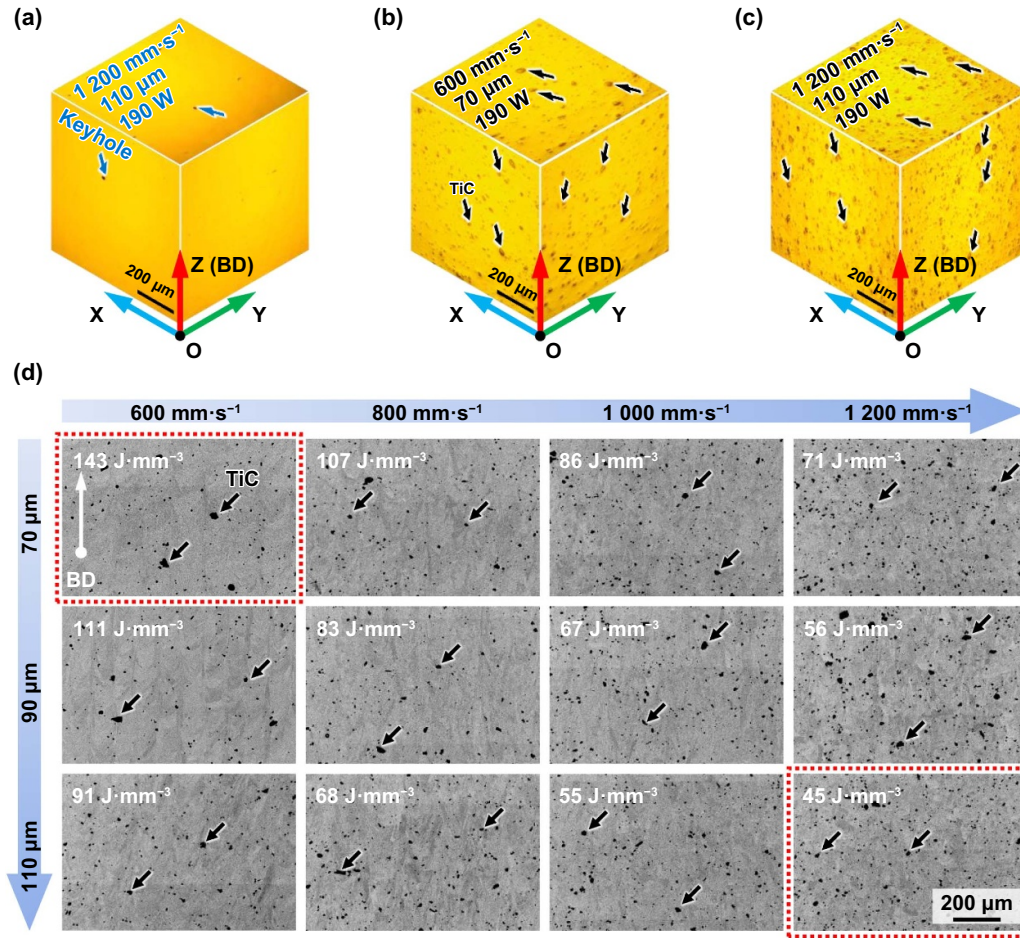 (a)
1 200 mm·s⁻¹
110 μm
190 W
Keyhole
200 μm
Z (BD)
X
Y
O
(b)
600 mm·s⁻¹
70 μm
190 W
TiC
200 μm
Z (BD)
X
Y
O
(c)
1 200 mm·s⁻¹
110 μm
190 W
200 μm
Z (BD)
X
Y
O
(d)
600 mm·s⁻¹ 800 mm·s⁻¹ 1 000 mm·s⁻¹ 1 200 mm·s⁻¹
70 μm
143 J·mm⁻³
TiC
BD
107 J·mm⁻³
86 J·mm⁻³
71 J·mm⁻³
90 μm
111 J·mm⁻³
83 J·mm⁻³
67 J·mm⁻³
56 J·mm⁻³
110 μm
91 J·mm⁻³
68 J·mm⁻³
55 J·mm⁻³
45 J·mm⁻³
200 μm